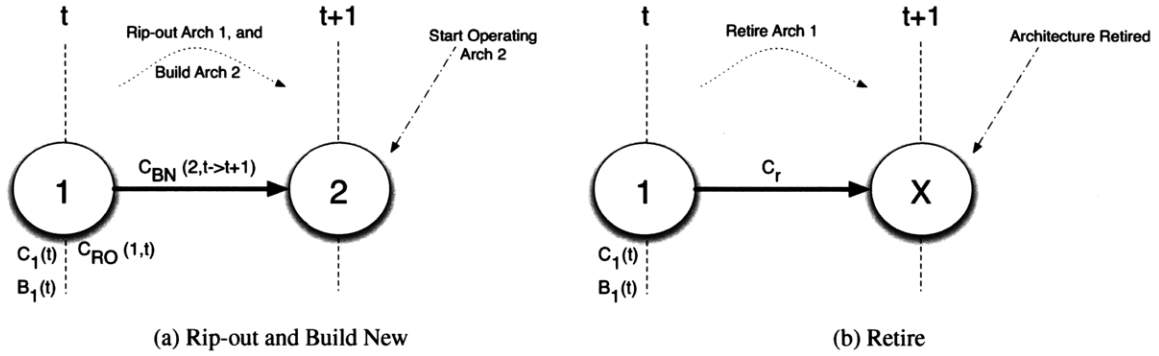 t
t+1
Rip-out Arch 1, and
Build Arch 2
Start Operating
Arch 2
1
C_BN (2,t->t+1)
2
C_1(t)
C_RO (1,t)
B_1(t)
(a) Rip-out and Build New
t
t+1
Retire Arch 1
Architecture Retired
1
C_r
X
C_1(t)
B_1(t)
(b) Retire